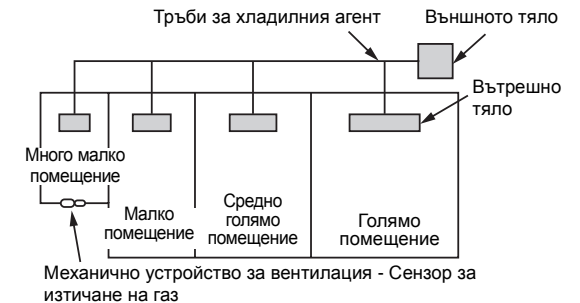 Тръби за хладилния агент
Външното тяло
Вътрешно
тяло
Много малко
помещение
Малко
помещение
Средно
голямо
помещение
Голямо
помещение
Механично устройство за вентилация - Сензор за
изтичане на газ